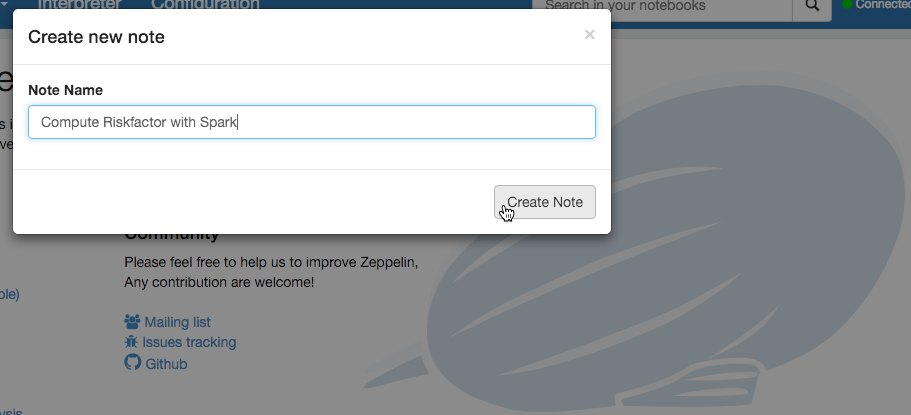 Interpreter Configuration
Search in your notebooks
Connected
Create new note
×
Note Name
Compute Riskfactor with Spark
Create Note
Community
Please feel free to help us to improve Zeppelin,
Any contribution are welcome!
Mailing list
Issues tracking
Github